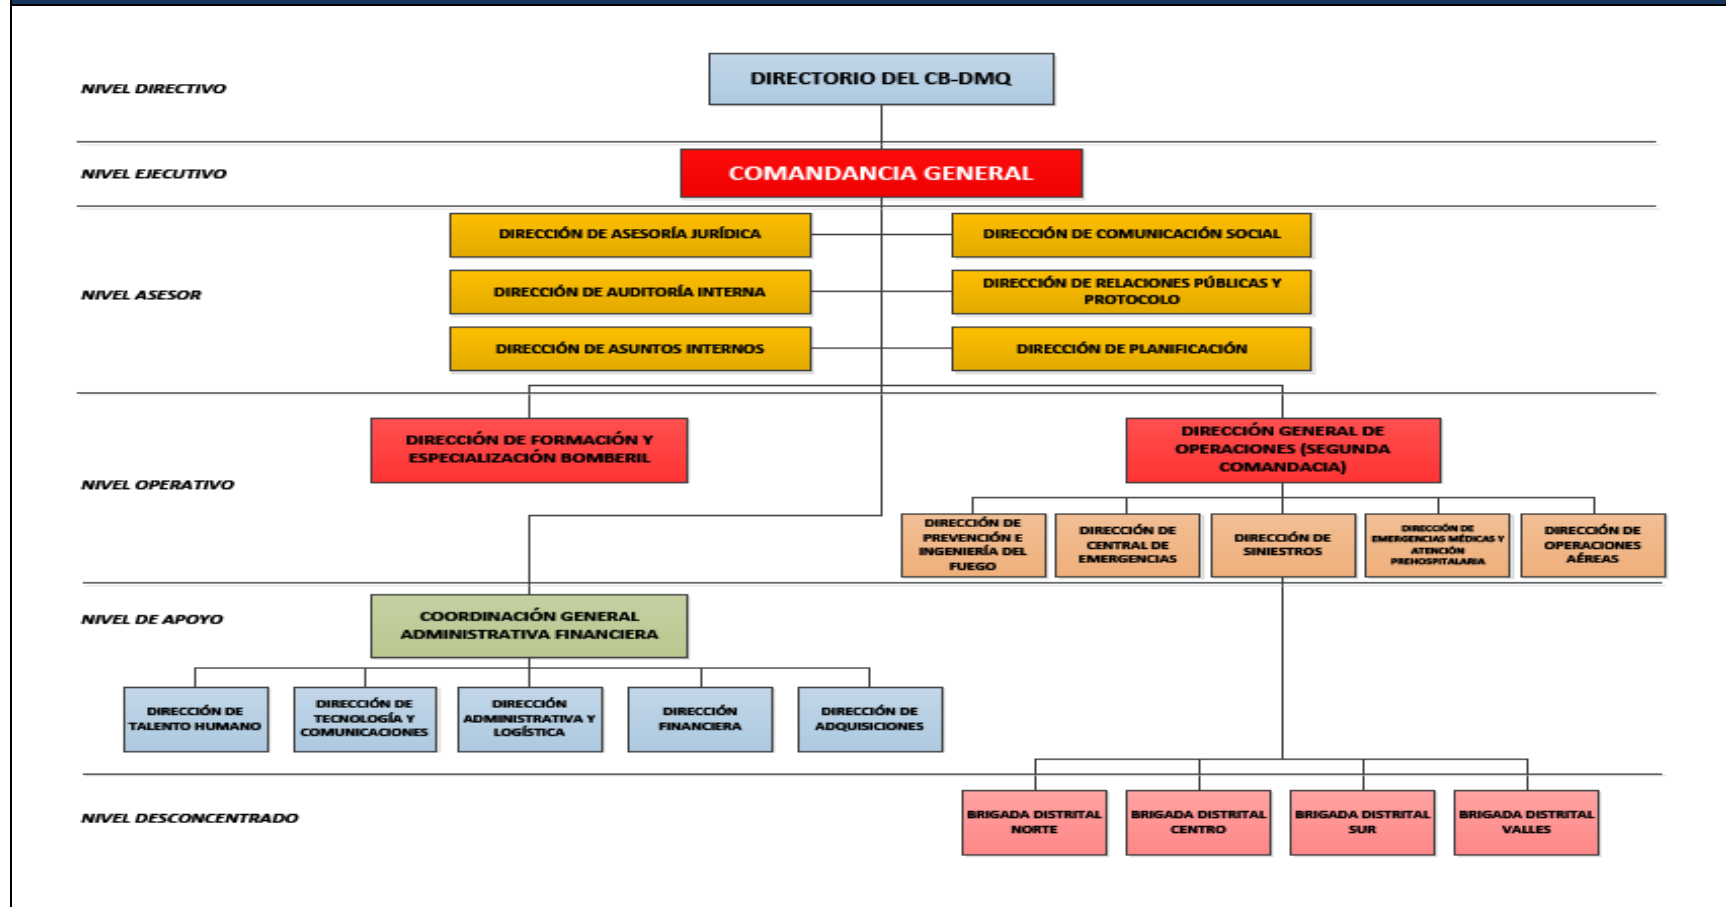 NIVEL DIRECTIVO
DIRECTORIO DEL CB-DMQ
NIVEL EJECUTIVO
COMANDANCIA GENERAL
NIVEL ASESOR
DIRECCIÓN DE ASESORÍA JURÍDICA
DIRECCIÓN DE COMUNICACIÓN SOCIAL
DIRECCIÓN DE AUDITORÍA INTERNA
DIRECCIÓN DE RELACIONES PÚBLICAS Y
PROTOCOLO
DIRECCIÓN DE ASUNTOS INTERNOS
DIRECCIÓN DE PLANIFICACIÓN
NIVEL OPERATIVO
DIRECCIÓN DE FORMACIÓN Y
ESPECIALIZACIÓN BOMBERIL
DIRECCIÓN GENERAL DE
OPERACIONES (SEGUNDA
COMANDACIA)
DIRECCIÓN DE
PREVENCIÓN E
INGENIERÍA DEL
FUEGO
DIRECCIÓN DE
CENTRAL DE
EMERGENCIAS
DIRECCIÓN DE
SINIESTROS
DIRECCIÓN DE
EMERGENCIAS MÉDICAS Y
ATENCIÓN
PREHOSPITALARIA
DIRECCIÓN DE
OPERACIONES
AÉREAS
NIVEL DE APOYO
COORDINACIÓN GENERAL
ADMINISTRATIVA FINANCIERA
DIRECCIÓN DE
TALENTO HUMANO
DIRECCIÓN DE
TECNOLOGÍA Y
COMUNICACIONES
DIRECCIÓN
ADMINISTRATIVA Y
LOGÍSTICA
DIRECCIÓN
FINANCIERA
DIRECCIÓN DE
ADQUISICIONES
NIVEL DESCONCENTRADO
BRIGADA DISTRITAL
NORTE
BRIGADA DISTRITAL
CENTRO
BRIGADA DISTRITAL
SUR
BRIGADA DISTRITAL
VALLES